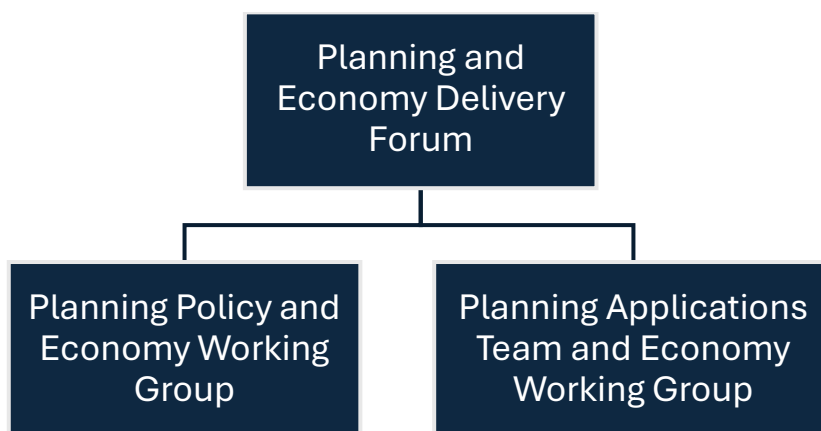 Planning and
Economy Delivery
Forum
Planning Policy and
Economy Working
Group
Planning Applications
Team and Economy
Working Group